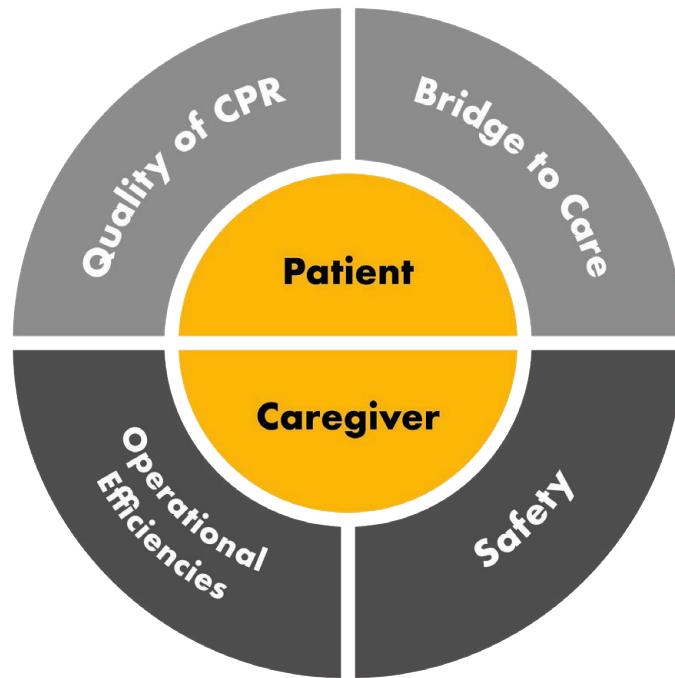 Quality of CPR
Bridge to Care
Patient
Caregiver
Operational
Efficiencies
Safety